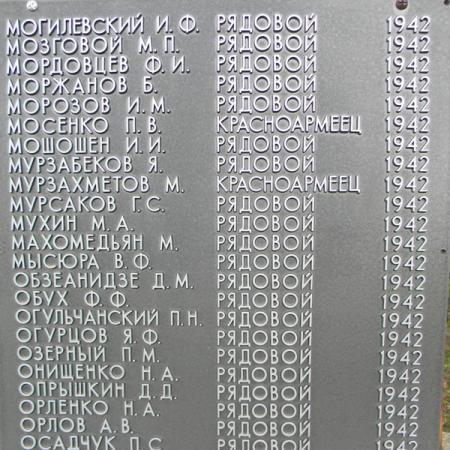 МОГИЛЕВСКИЙ И. Ф. РЯДОВОЙ 1942
МОЗГОВОЙ М. П. РЯДОВОЙ 1942
МОРДОВЦЕВ Ф. И. РЯДОВОЙ 1942
МОРЖАНОВ Б. РЯДОВОЙ 1942
МОРОЗОВ И. М. РЯДОВОЙ 1942
МОСЕНКО П. В. КРАСНОАРМЕЕЦ 1942
МОШОШЕН И. И. РЯДОВОЙ 1942
МУРЗАБЕКОВ Я. РЯДОВОЙ 1942
МУРЗАХМЕТОВ М. КРАСНОАРМЕЕЦ 1942
МУРСАКОВ Г. С. РЯДОВОЙ 1942
МУХИН М. А. РЯДОВОЙ 1942
МАХОМЕДЬЯН М. РЯДОВОЙ 1942
МЫСЮРА В. Ф. РЯДОВОЙ 1942
ОБЗЕАНИДЗЕ Д. М. РЯДОВОЙ 1942
ОБУХ Ф. Ф. РЯДОВОЙ 1942
ОГУЛЬЧАНСКИЙ П. Н. РЯДОВОЙ 1942
ОГУРЦОВ Я. Ф. РЯДОВОЙ 1942
ОЗЕРНЫЙ П. М. РЯДОВОЙ 1942
ОНИЩЕНКО Н. А. РЯДОВОЙ 1942
ОПРЫШКИН Д. Д. РЯДОВОЙ 1942
ОРЛЕНКО Н. А. РЯДОВОЙ 1942
ОРЛОВ А. В. РЯДОВОЙ 1942
ОСАДЧУК П. С. РЯДОВОЙ 1942